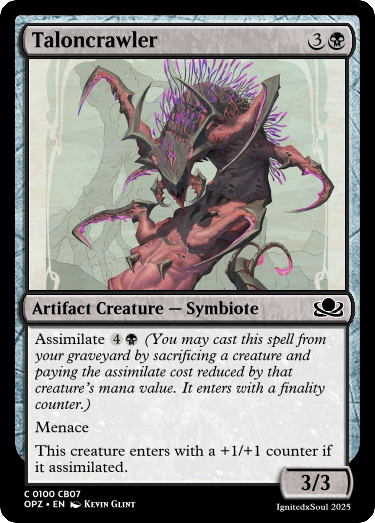 Taloncrawler 3
Artifact Creature — Symbiote
Assimilate 4 (You may cast this spell from
your graveyard by sacrificing a creature and
paying the assimilate cost reduced by that
creature's mana value. It enters with a finality
counter.)
Menace
This creature enters with a +1/+1 counter if
it assimilated.
3/3
C 0100 CB07
OPZ • EN Kevin Glint
IgnitedxSoul 2025